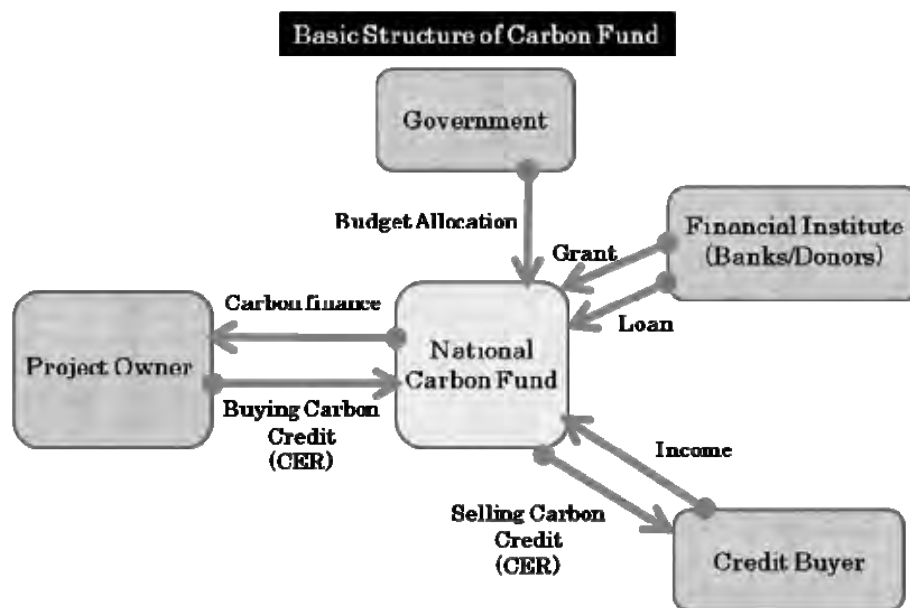 Basic Structure of Carbon Fund
Government
Budget Allocation
Financial Institute
(Banks/Donors)
Grant
Loan
Carbon finance
Project Owner
National
Carbon Fund
Buying Carbon
Credit
(CER)
Income
Selling Carbon
Credit
(CER)
Credit Buyer